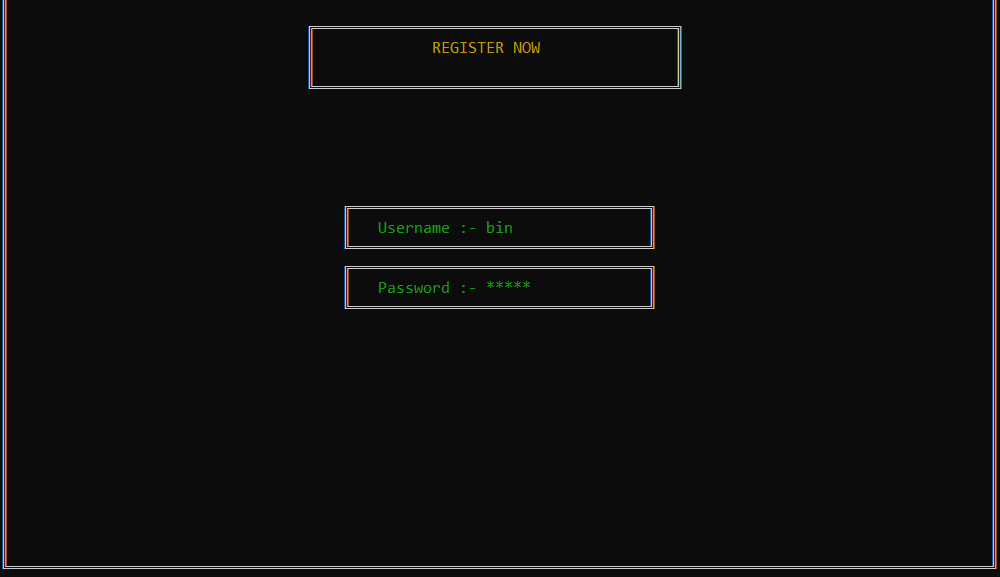 REGISTER NOW
Username :- bin
Password :- *****